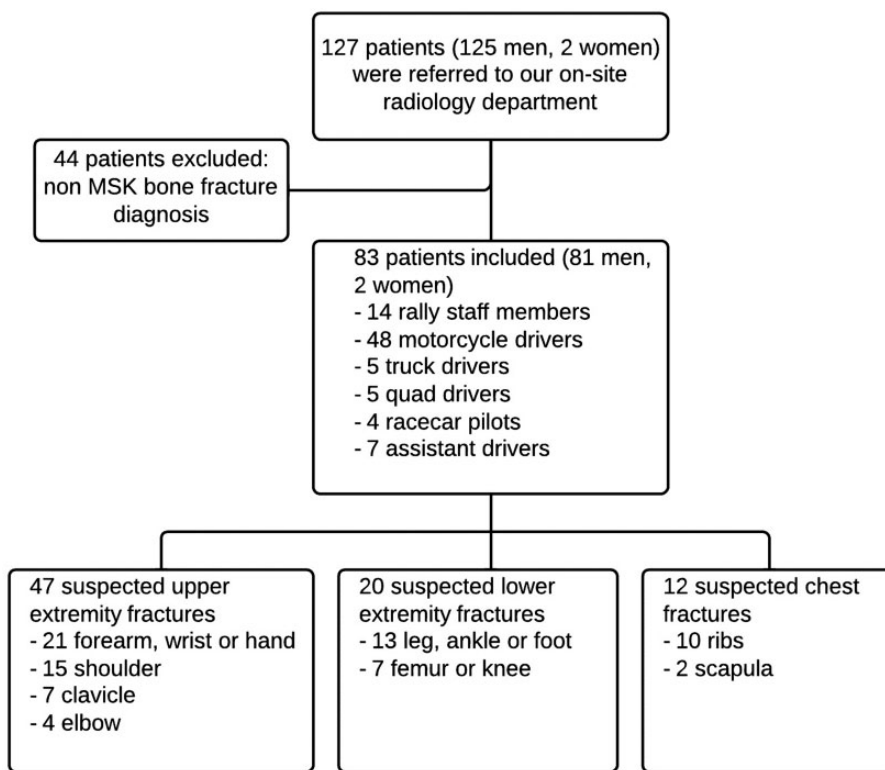 127 patients (125 men, 2 women)
were referred to our on-site
radiology department
44 patients excluded:
non MSK bone fracture
diagnosis
83 patients included (81 men,
2 women)
- 14 rally staff members
- 48 motorcycle drivers
- 5 truck drivers
- 5 quad drivers
- 4 racecar pilots
- 7 assistant drivers
47 suspected upper
extremity fractures
- 21 forearm, wrist or hand
- 15 shoulder
- 7 clavicle
- 4 elbow
20 suspected lower
extremity fractures
- 13 leg, ankle or foot
- 7 femur or knee
12 suspected chest
fractures
- 10 ribs
- 2 scapula